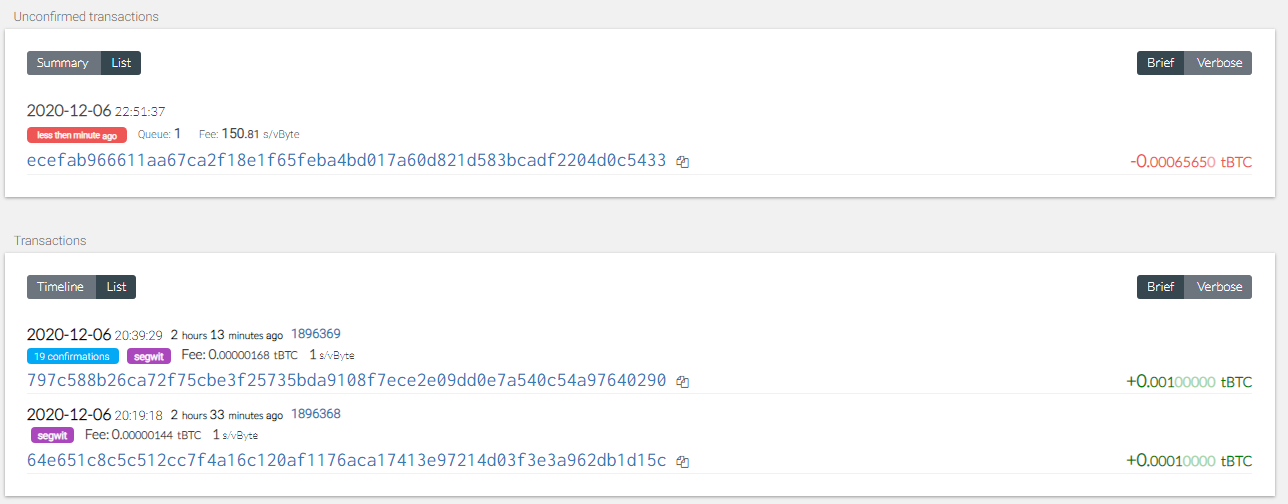 Unconfirmed transactions
Summary List Brief Verbose
2020-12-06 22:51:37
less then minute ago Queue: 1 Fee: 150.81 s/vByte
ecefab966611aa67ca2f18e1f65feba4bd017a60d821d583bcadf2204d0c5433 -0.00065650 tBTC
Transactions
Timeline List Brief Verbose
2020-12-06 20:39:29 2 hours 13 minutes ago 1896369
19 confirmations segwit Fee: 0.00000168 tBTC 1 s/vByte
797c588b26ca72f75cbe3f25735bda9108f7ece2e09dd0e7a540c54a97640290 +0.00100000 tBTC
2020-12-06 20:19:18 2 hours 33 minutes ago 1896368
segwit Fee: 0.00000144 tBTC 1 s/vByte
64e651c8c5c512cc7f4a16c120af1176aca17413e97214d03f3e3a962db1d15c +0.00010000 tBTC